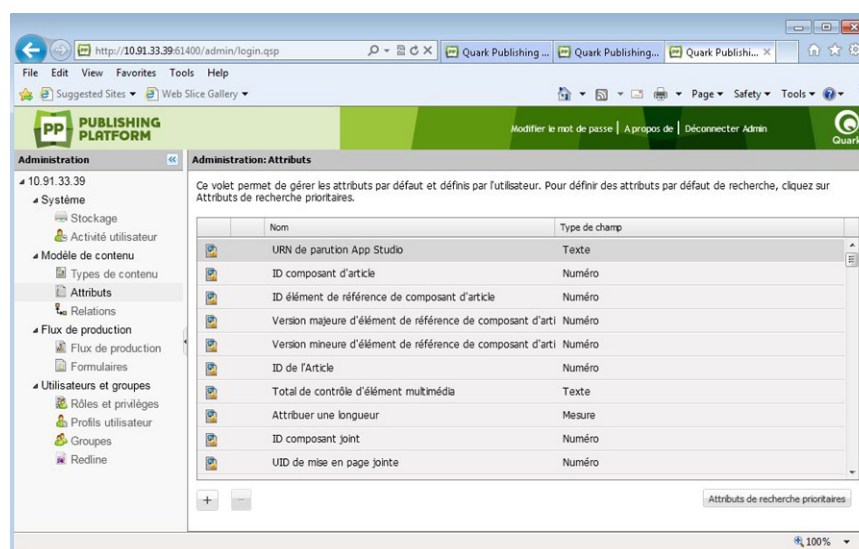 http://10.91.33.39:61400/admin/login.qsp
Quark Publishing ...
Quark Publishing...
Quark Publishi...
File Edit View Favorites Tools Help
Suggested Sites Web Slice Gallery
Page Safety Tools
PP PUBLISHING PLATFORM
Modifier le mot de passe | A propos de | Déconnecter Admin
Quark
Administration
Administration: Attributs
10.91.33.39
Système
Stockage
Activité utilisateur
Modèle de contenu
Types de contenu
Attributs
Relations
Flux de production
Flux de production
Formulaires
Utilisateurs et groupes
Rôles et privilèges
Profils utilisateur
Groupes
Redline
Ce volet permet de gérer les attributs par défaut et définis par l'utilisateur. Pour définir des attributs par défaut de recherche, cliquez sur
Attributs de recherche prioritaires.
Nom Type de champ
URN de parution App Studio Texte
ID composant d'article Numéro
ID élément de référence de composant d'article Numéro
Version majeure d'élément de référence de composant d'arti Numéro
Version mineure d'élément de référence de composant d'arti Numéro
ID de l'Article Numéro
Total de contrôle d'élément multimédia Texte
Attribuer une longueur Mesure
ID composant joint Numéro
UID de mise en page jointe Numéro
Attributs de recherche prioritaires
100%